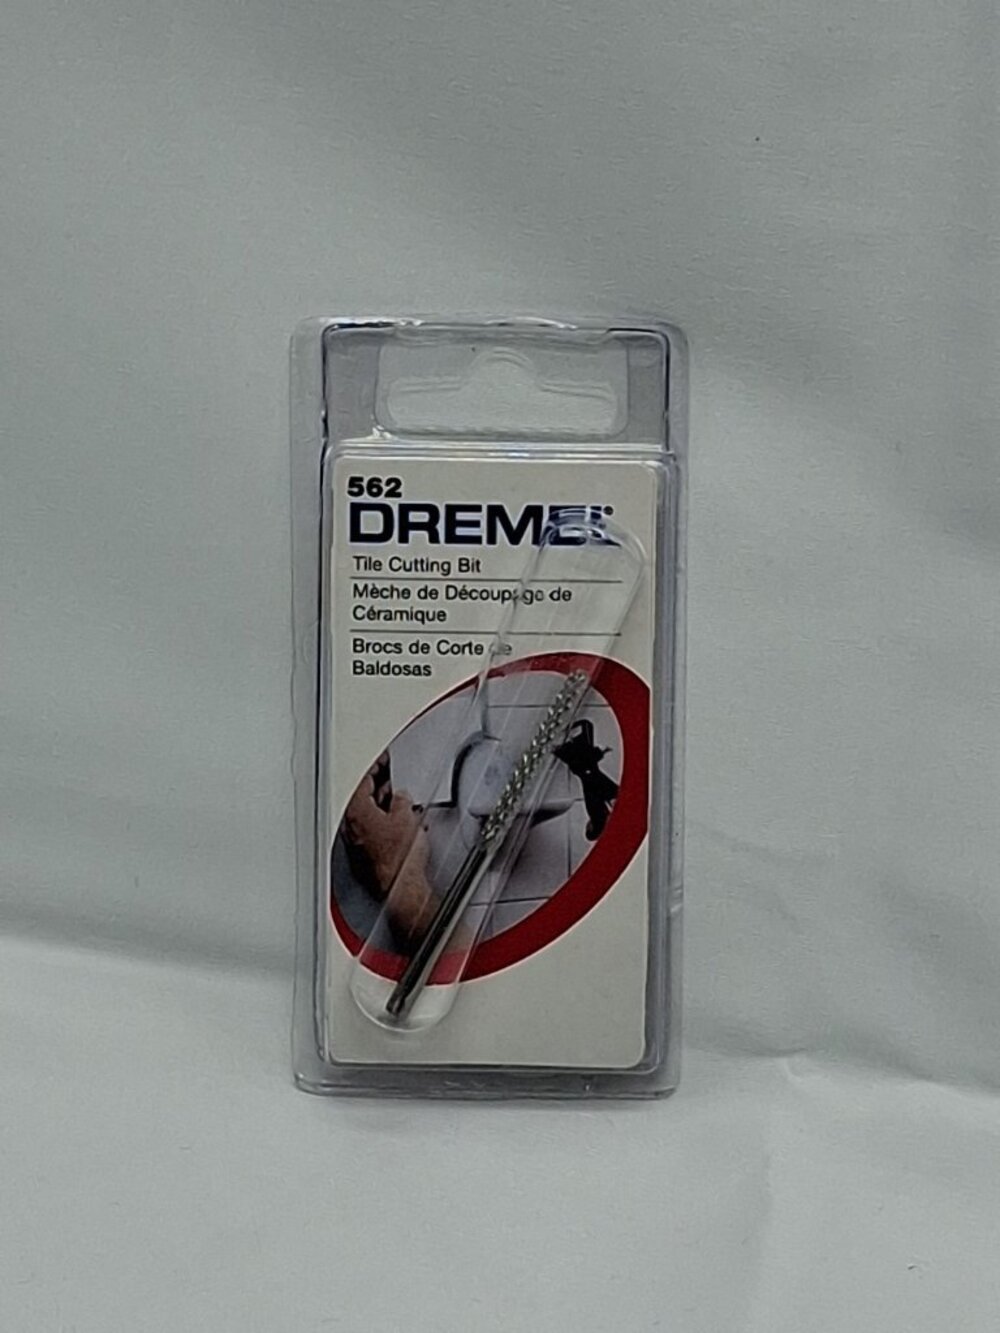 562
DREMEL
Tile Cutting Bit
Mèche de Découpage de
Céramique
Brocs de Corte de
Baldosas